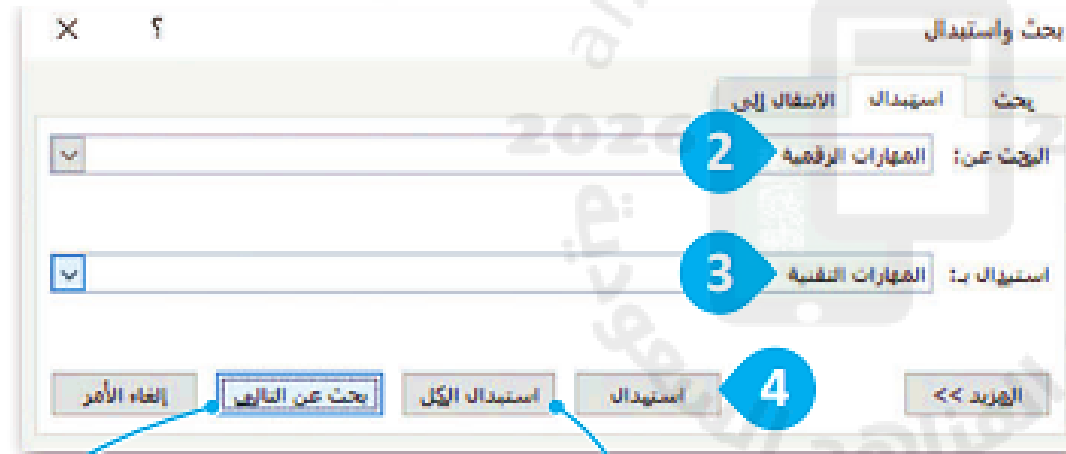 بحث واستبدال
؟ ×
بحث استبدال الانتقال إلى
البحث عن: المهارات الرقمية 2
استبدال بـ: المهارات التقنية 3
المزيد >> 4 استبدال استبدال الكل بحث عن التالي إلغاء الأمر
2026